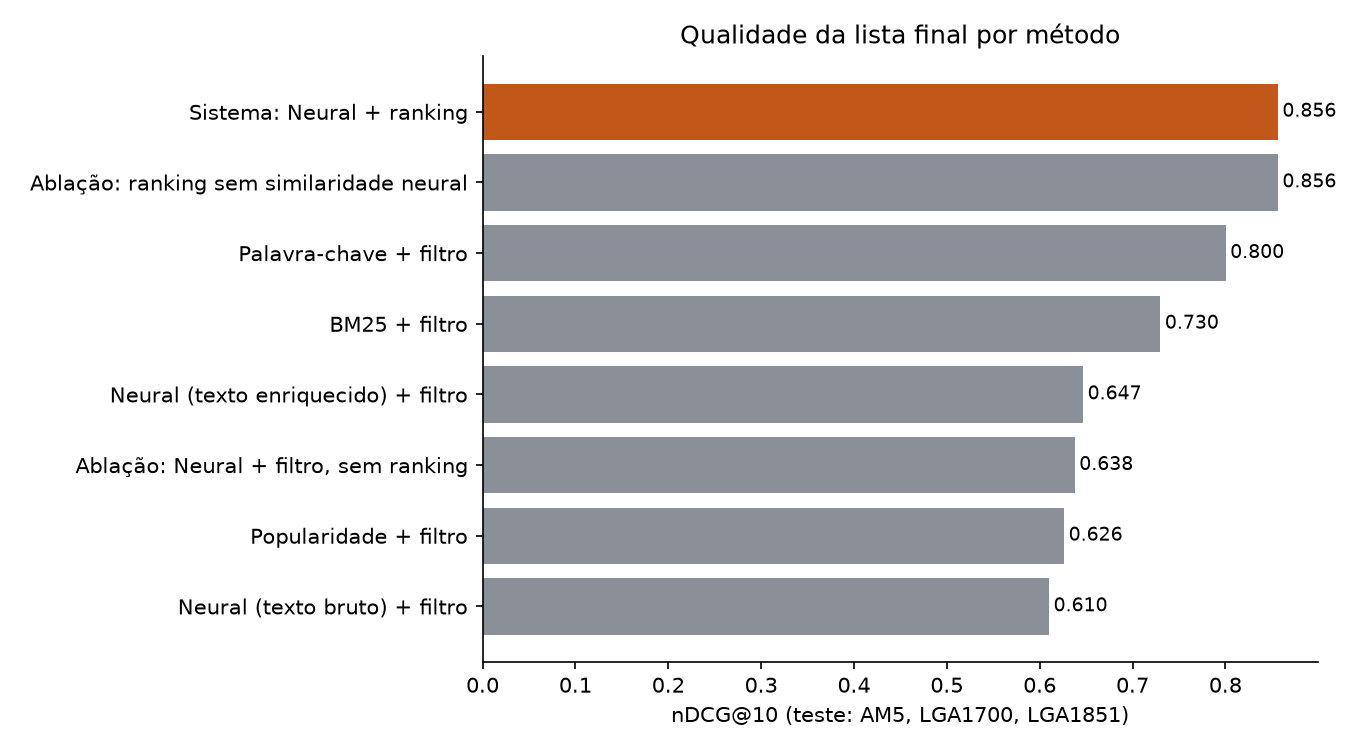 Qualidade da lista final por método
Sistema: Neural + ranking
0.856
Ablação: ranking sem similaridade neural
0.856
Palavra-chave + filtro
0.800
BM25 + filtro
0.730
Neural (texto enriquecido) + filtro
0.647
Ablação: Neural + filtro, sem ranking
0.638
Popularidade + filtro
0.626
Neural (texto bruto) + filtro
0.610
0.0 0.1 0.2 0.3 0.4 0.5 0.6 0.7 0.8
nDCG@10 (teste: AM5, LGA1700, LGA1851)